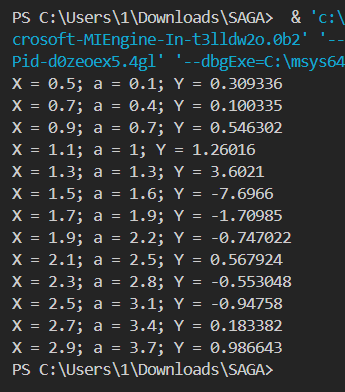 PS C:\Users\1\Downloads\SAGA>  & 'c:\
crosoft-MIEngine-In-t3lldw2o.0b2' '--
Pid-d0zeoex5.4gl' '--dbgExe=C:\msys64
X = 0.5; a = 0.1; Y = 0.309336
X = 0.7; a = 0.4; Y = 0.100335
X = 0.9; a = 0.7; Y = 0.546302
X = 1.1; a = 1; Y = 1.26016
X = 1.3; a = 1.3; Y = 3.6021
X = 1.5; a = 1.6; Y = -7.6966
X = 1.7; a = 1.9; Y = -1.70985
X = 1.9; a = 2.2; Y = -0.747022
X = 2.1; a = 2.5; Y = 0.567924
X = 2.3; a = 2.8; Y = -0.553048
X = 2.5; a = 3.1; Y = -0.94758
X = 2.7; a = 3.4; Y = 0.183382
X = 2.9; a = 3.7; Y = 0.986643
PS C:\Users\1\Downloads\SAGA>